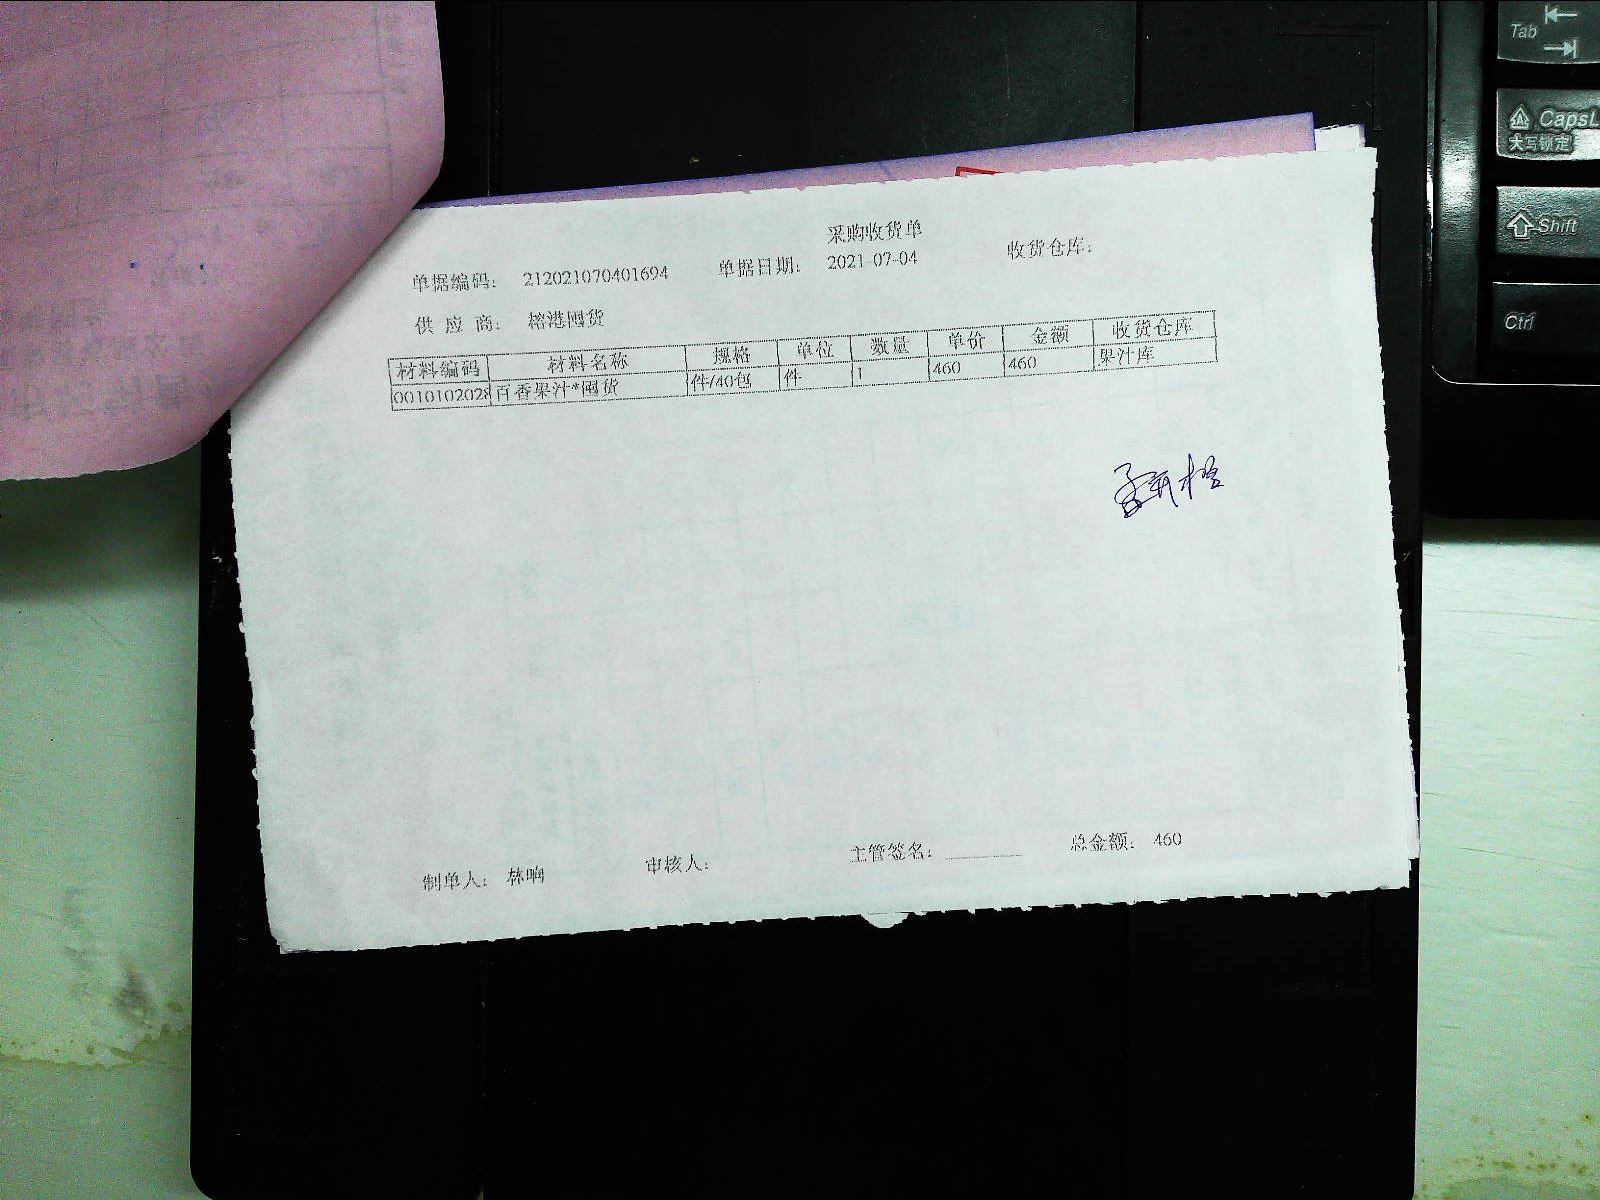 采购收货单
单据编码： 212021070401694 单据日期： 2021-07-04 收货仓库：
供 应 商： 榕港囤货
材料编码 材料名称 规格 单位 数量 单价 金额 收货仓库
0010102028 百香果汁*囤货 件/40包 件 1 460 460 果汁库
制单人： 林响 审核人： 主管签名： 总金额： 460
Tab
CapsL
大写锁定
Shift
Ctrl